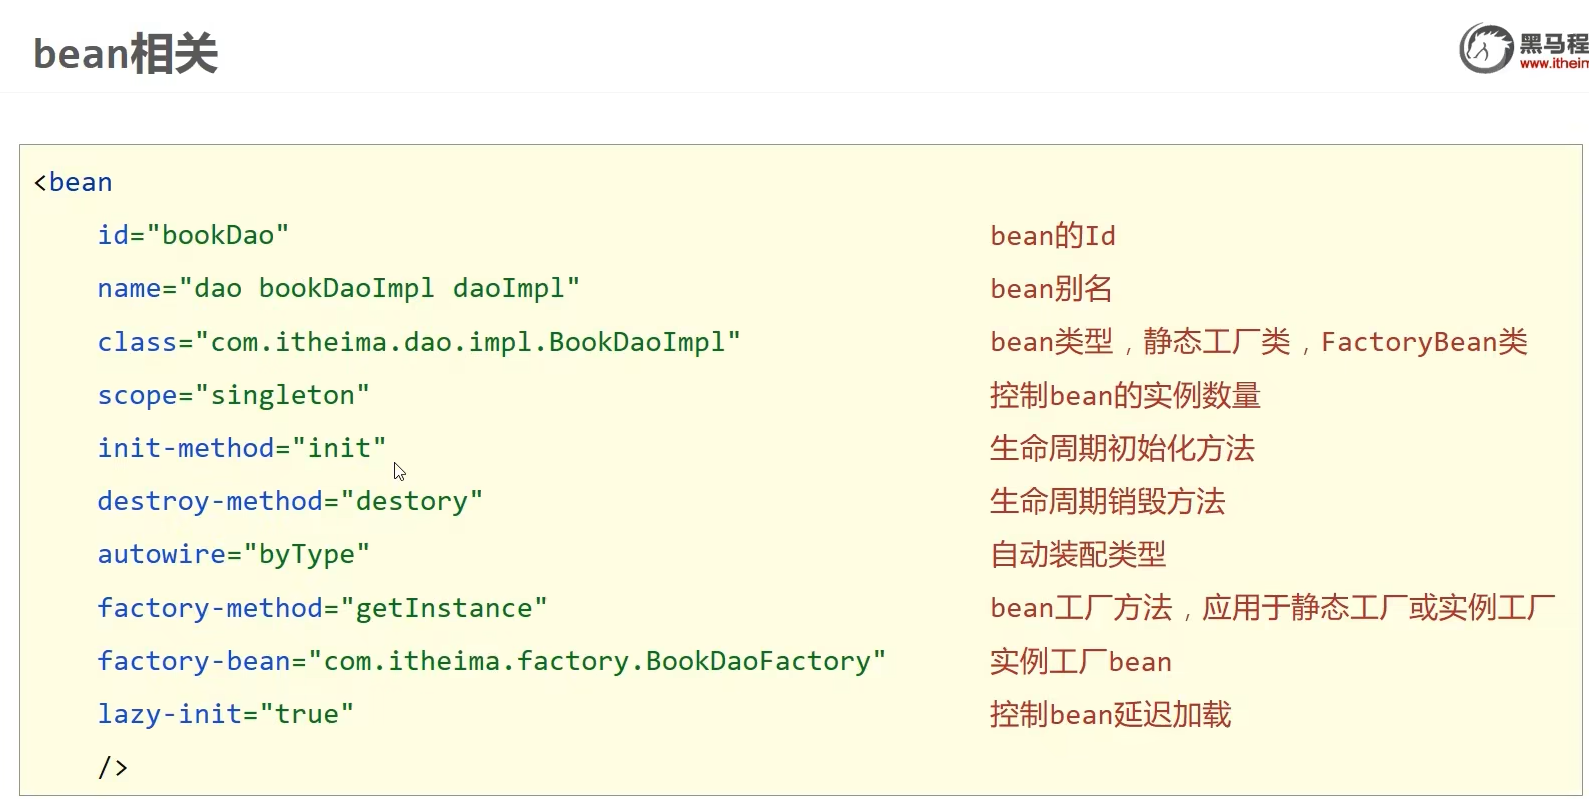 bean相关
黑马程
www.itheim
<bean
id="bookDao" bean的Id
name="dao bookDaoImpl daoImpl" bean别名
class="com.itheima.dao.impl.BookDaoImpl" bean类型，静态工厂类，FactoryBean类
scope="singleton" 控制bean的实例数量
init-method="init" 生命周期初始化方法
destroy-method="destory" 生命周期销毁方法
autowire="byType" 自动装配类型
factory-method="getInstance" bean工厂方法，应用于静态工厂或实例工厂
factory-bean="com.itheima.factory.BookDaoFactory" 实例工厂bean
lazy-init="true" 控制bean延迟加载
/>